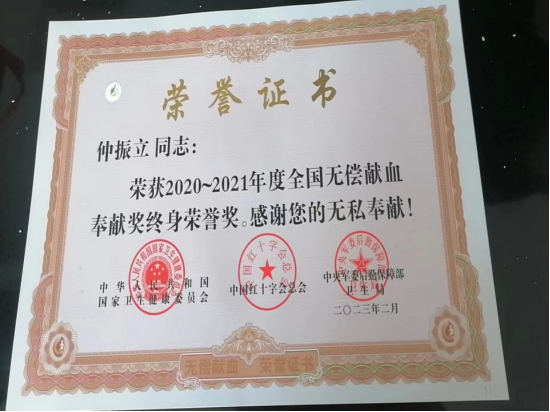 荣誉证书
仲振立同志：
荣获2020~2021年度全国无偿献血
奉献奖终身荣誉奖。感谢您的无私奉献！
中华人民共和国
国家卫生健康委员会
中国红十字会总会
中央军委后勤保障部
卫生局
二〇二三年二月
无偿献血 荣誉证书